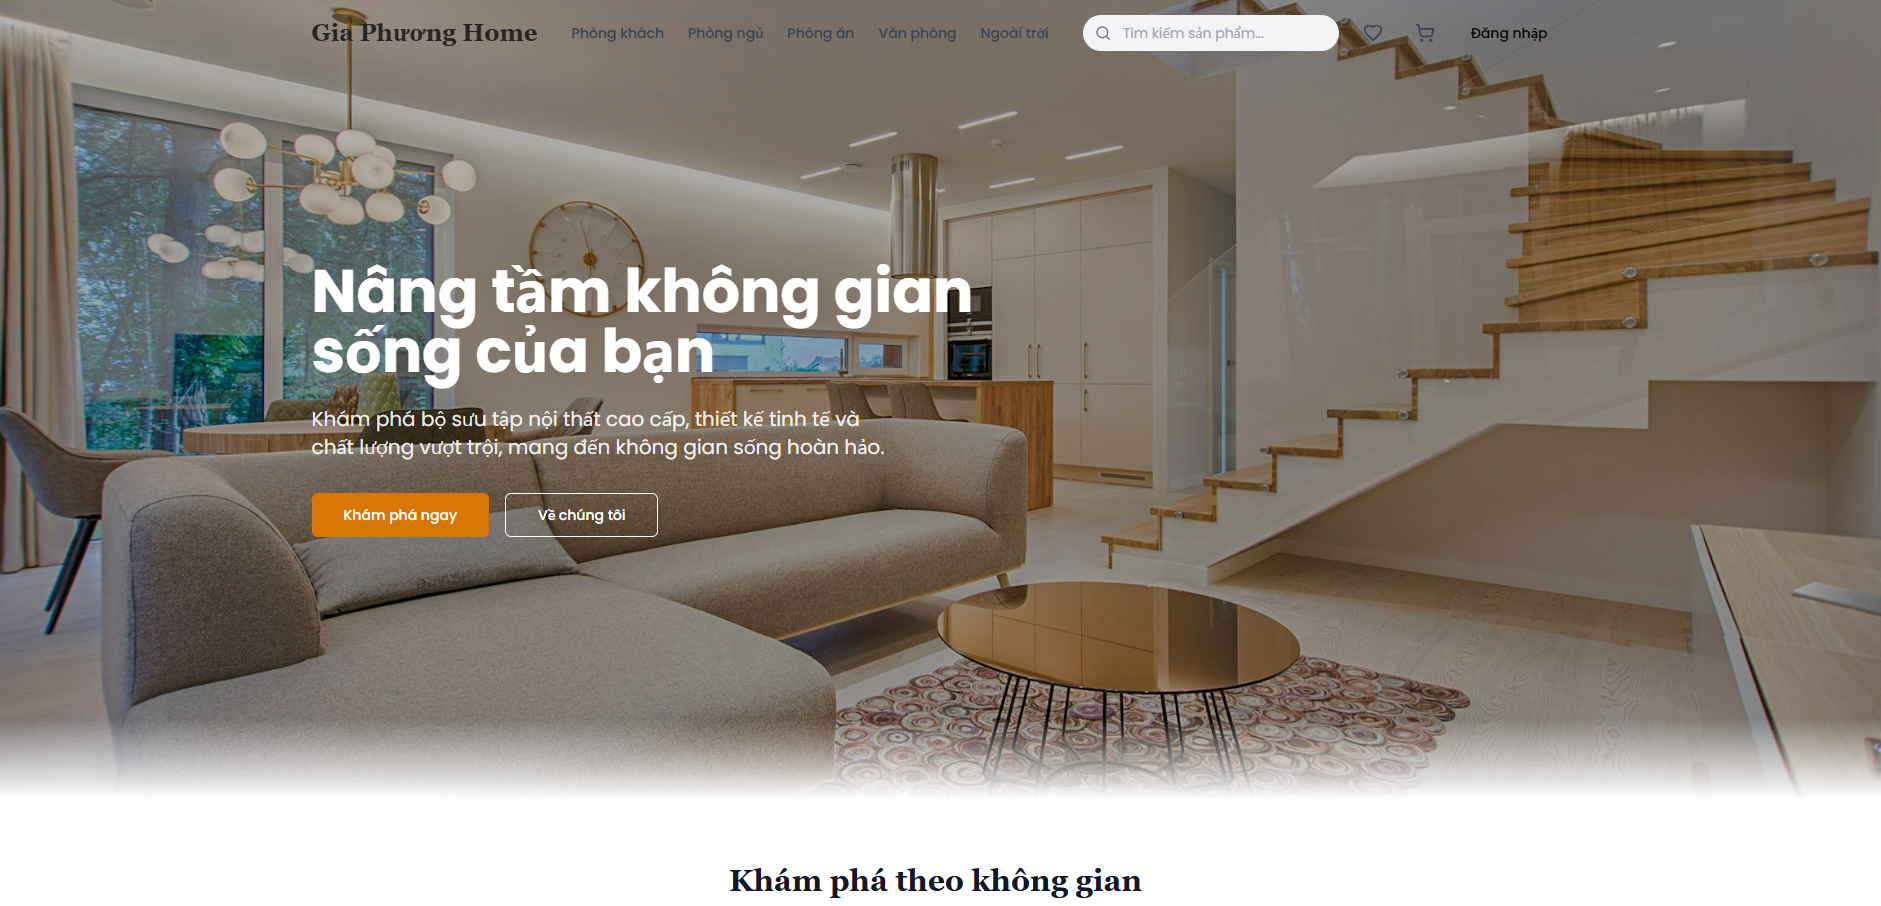 Gia Phương Home
Phòng khách
Phòng ngủ
Phòng ăn
Văn phòng
Ngoài trời
Tìm kiếm sản phẩm...
Đăng nhập
Nâng tầm không gian
sống của bạn
Khám phá bộ sưu tập nội thất cao cấp, thiết kế tinh tế và
chất lượng vượt trội, mang đến không gian sống hoàn hảo.
Khám phá ngay
Về chúng tôi
Khám phá theo không gian